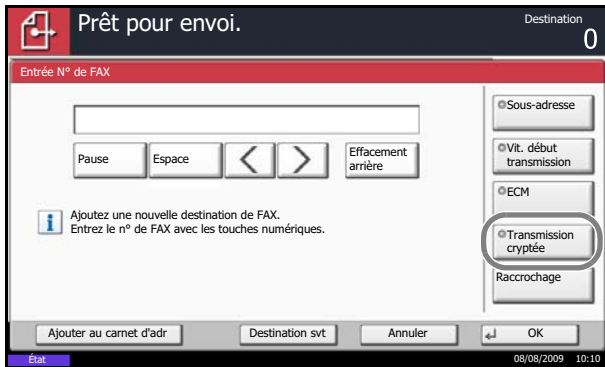 Prêt pour envoi.
Destination
0
Entrée N° de FAX
Pause
Espace
Effacement
arrière
Ajoutez une nouvelle destination de FAX.
Entrez le n° de FAX avec les touches numériques.
Sous-adresse
Vit. début
transmission
ECM
Transmission
cryptée
Raccrochage
Ajouter au carnet d'adr
Destination svt
Annuler
OK
État
08/08/2009 10:10